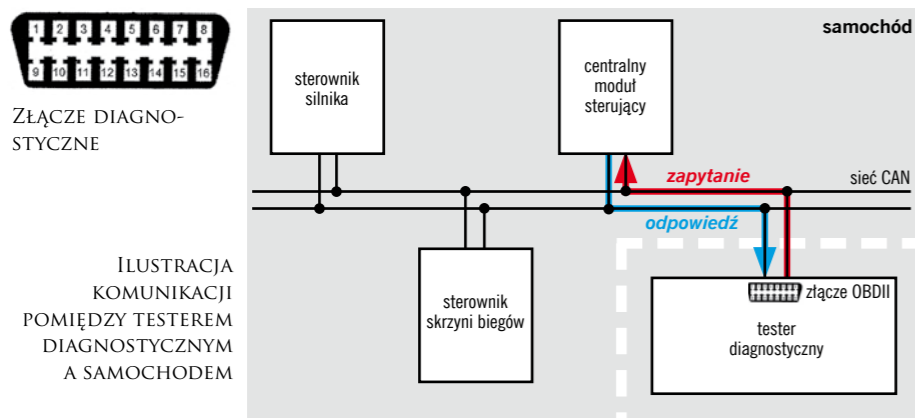 1 2 3 4 5 6 7 8
9 10 11 12 13 14 15 16
Złącze diagno-
styczne
Ilustracja
komunikacji
pomiędzy testerem
diagnostycznym
a samochodem
samochód
sterownik
silnika
centralny
moduł
sterujący
zapytanie
sieć CAN
odpowiedź
sterownik
skrzyni biegów
złącze OBDII
tester
diagnostyczny